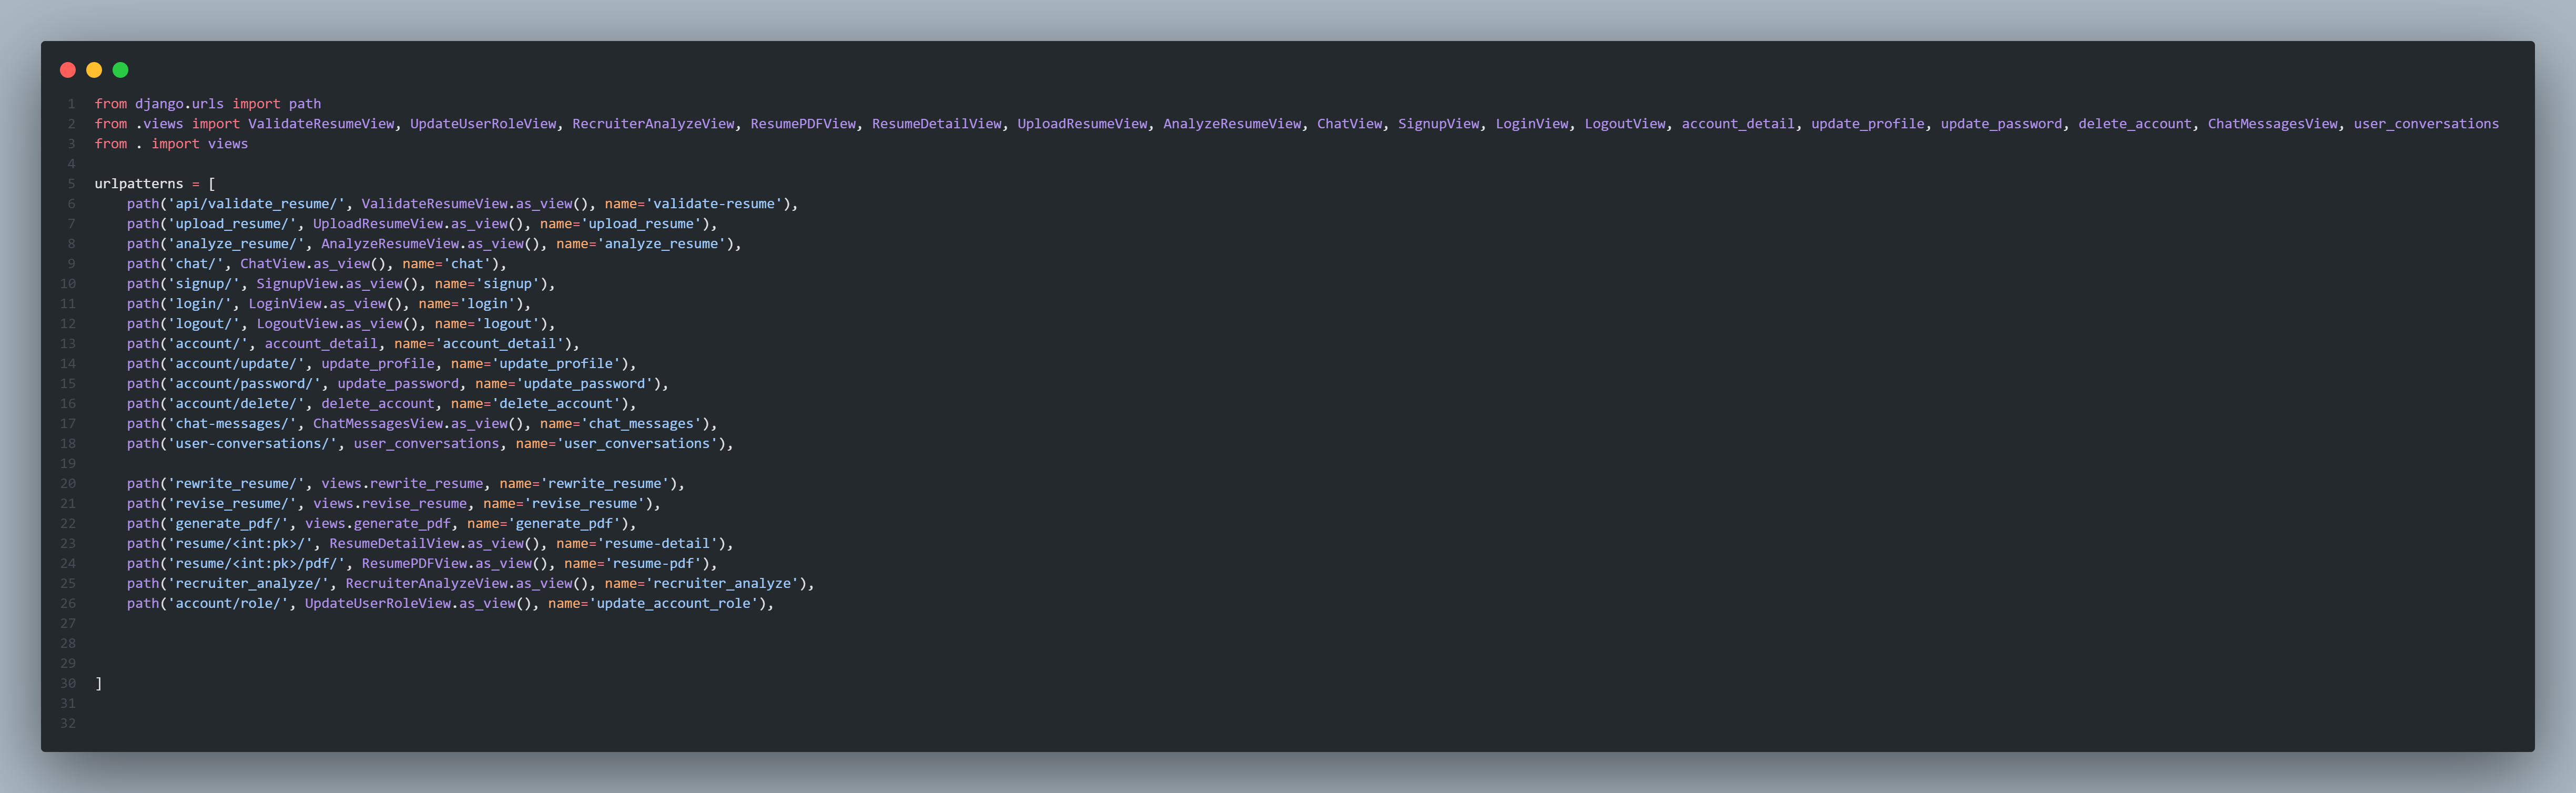 1 from django.urls import path
2 from .views import ValidateResumeView, UpdateUserRoleView, RecruiterAnalyzeView, ResumePDFView, ResumeDetailView, UploadResumeView, AnalyzeResumeView, ChatView, SignupView, LoginView, LogoutView, account_detail, update_profile, update_password, delete_account, ChatMessagesView, user_conversations
3 from . import views
4
5 urlpatterns = [
6     path('api/validate_resume/', ValidateResumeView.as_view(), name='validate-resume'),
7     path('upload_resume/', UploadResumeView.as_view(), name='upload_resume'),
8     path('analyze_resume/', AnalyzeResumeView.as_view(), name='analyze_resume'),
9     path('chat/', ChatView.as_view(), name='chat'),
10     path('signup/', SignupView.as_view(), name='signup'),
11     path('login/', LoginView.as_view(), name='login'),
12     path('logout/', LogoutView.as_view(), name='logout'),
13     path('account/', account_detail, name='account_detail'),
14     path('account/update/', update_profile, name='update_profile'),
15     path('account/password/', update_password, name='update_password'),
16     path('account/delete/', delete_account, name='delete_account'),
17     path('chat-messages/', ChatMessagesView.as_view(), name='chat_messages'),
18     path('user-conversations/', user_conversations, name='user_conversations'),
19
20     path('rewrite_resume/', views.rewrite_resume, name='rewrite_resume'),
21     path('revise_resume/', views.revise_resume, name='revise_resume'),
22     path('generate_pdf/', views.generate_pdf, name='generate_pdf'),
23     path('resume/<int:pk>/', ResumeDetailView.as_view(), name='resume-detail'),
24     path('resume/<int:pk>/pdf/', ResumePDFView.as_view(), name='resume-pdf'),
25     path('recruiter_analyze/', RecruiterAnalyzeView.as_view(), name='recruiter_analyze'),
26     path('account/role/', UpdateUserRoleView.as_view(), name='update_account_role'),
27
28
29
30 ]
31
32